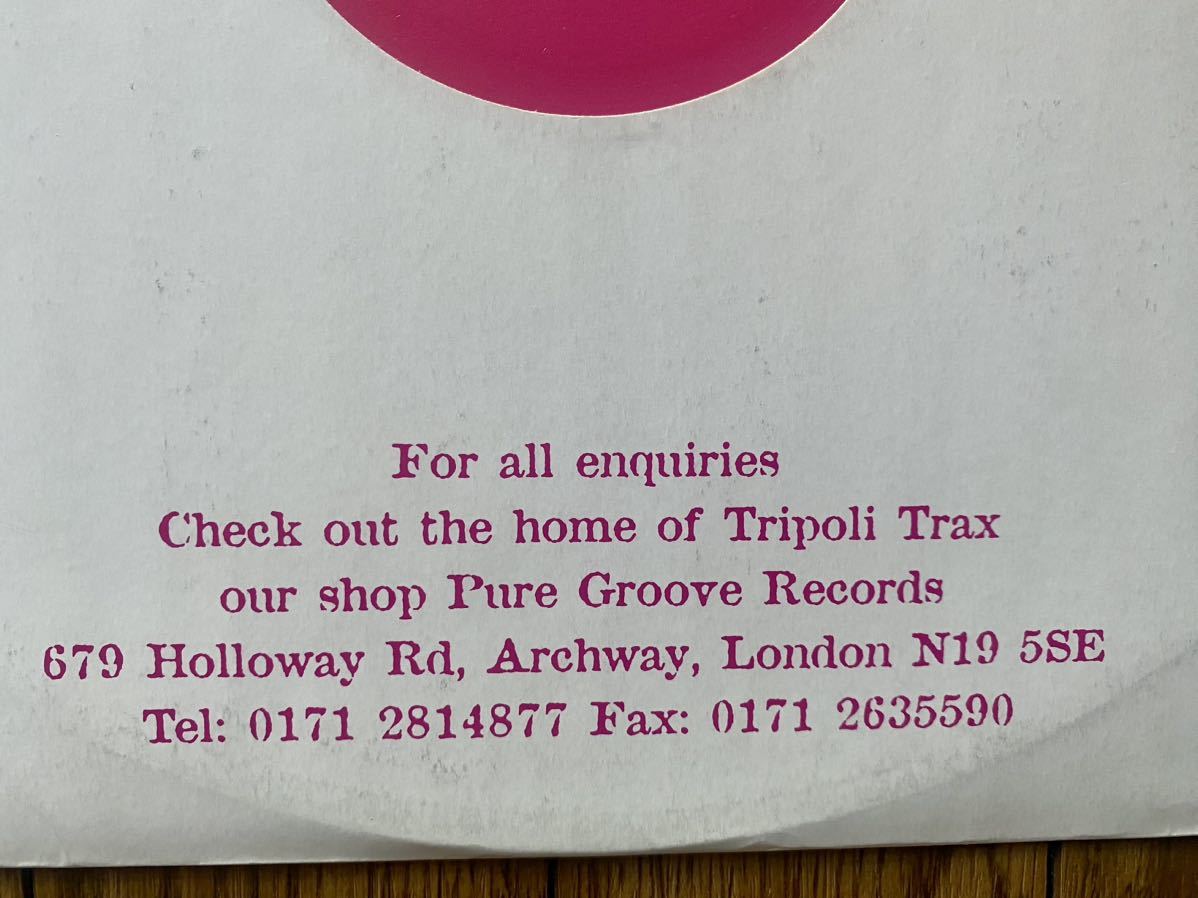 For all enquiries
Check out the home of Tripoli Trax
our shop Pure Groove Records
679 Holloway Rd, Archway, London N19 5SE
Tel: 0171 2814877 Fax: 0171 2635590